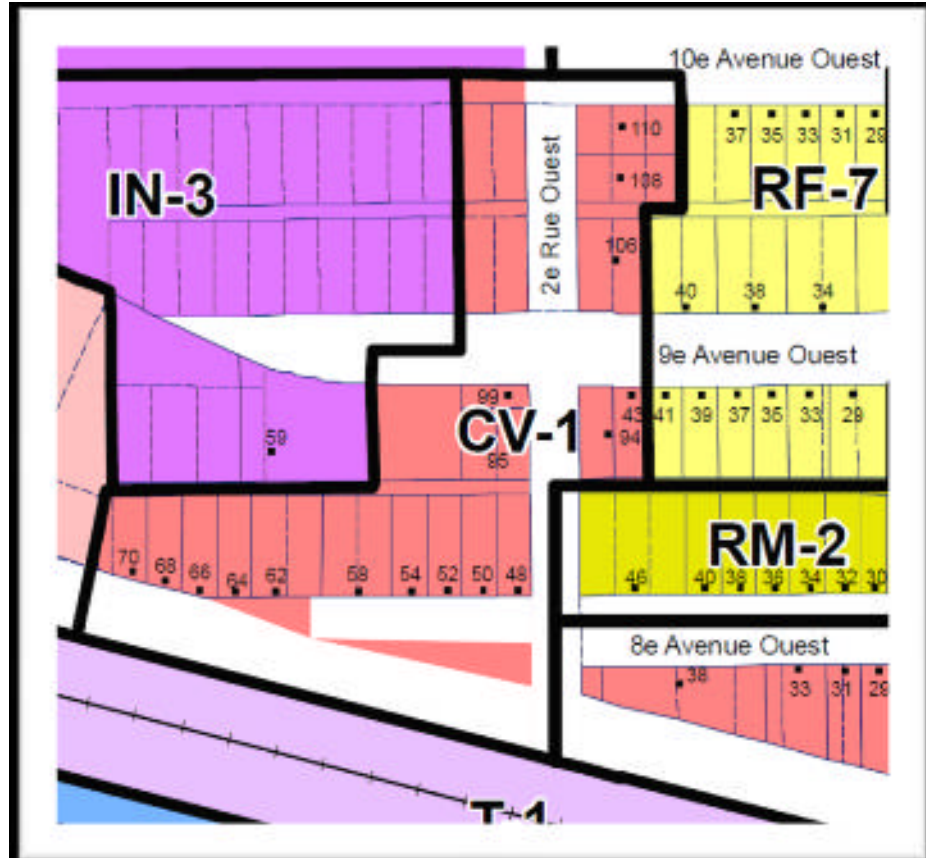 10e Avenue Ouest
110
37 35 33 31 29
138
IN-3
RF-7
2e Rue Ouest
106
40 38 34
9e Avenue Ouest
99
43 41 39 37 35 33 29
CV-1
94
59
95
RM-2
70 68 66 64 62 58 54 52 50 48
46 40 38 36 34 32 30
8e Avenue Ouest
38 33 31 29
T-1